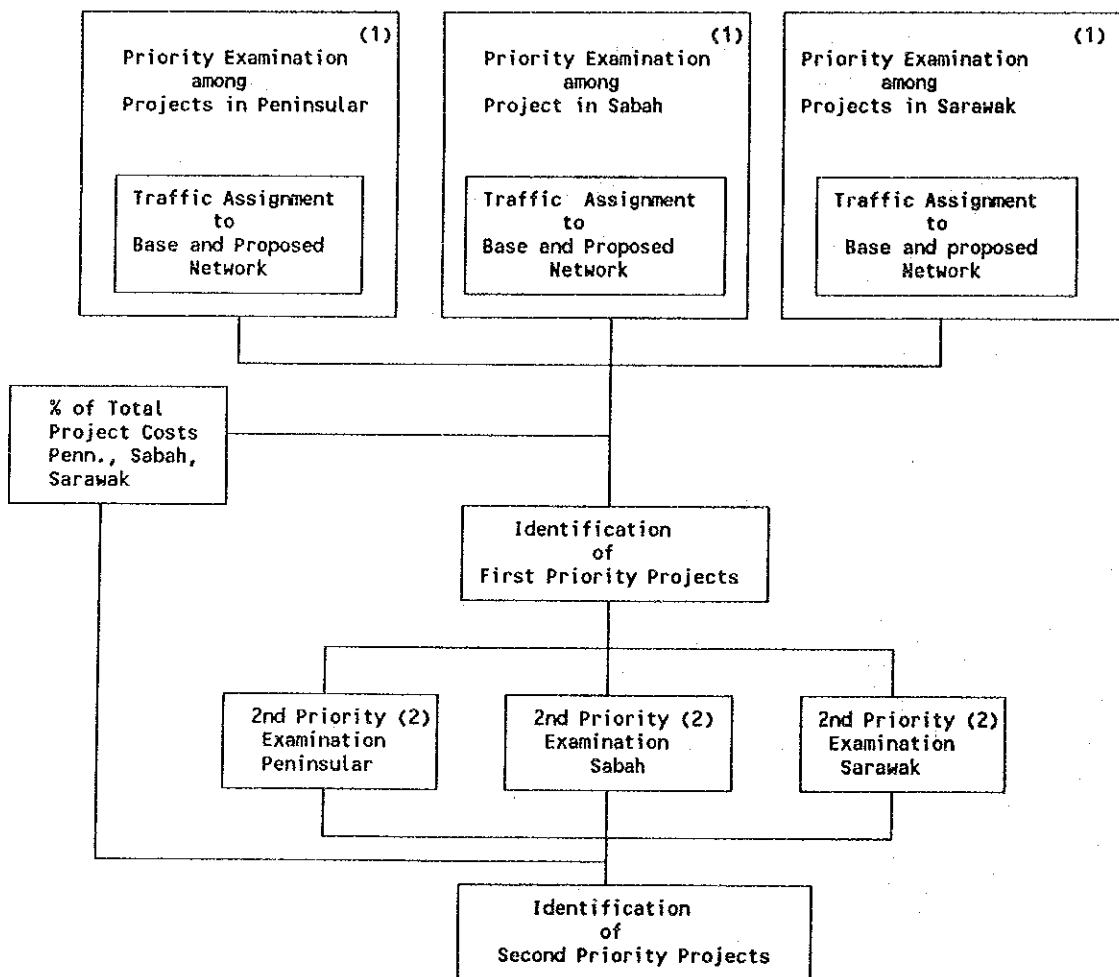 (1)
Priority Examination
among
Projects in Peninsular
Traffic Assignment
to
Base and Proposed
Network
(1)
Priority Examination
among
Project in Sabah
Traffic Assignment
to
Base and Proposed
Network
(1)
Priority Examination
among
Projects in Sarawak
Traffic Assignment
to
Base and proposed
Network
% of Total
Project Costs
Penn., Sabah,
Sarawak
Identification
of
First Priority Projects
2nd Priority (2)
Examination
Peninsular
2nd Priority (2)
Examination
Sabah
2nd Priority (2)
Examination
Sarawak
Identification
of
Second Priority Projects